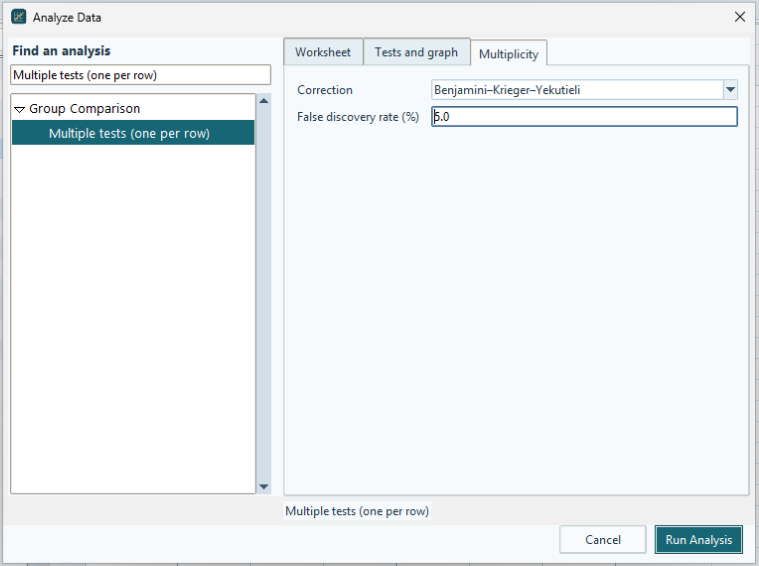 Analyze Data
Find an analysis
Multiple tests (one per row)
Group Comparison
Multiple tests (one per row)
Worksheet
Tests and graph
Multiplicity
Correction
Benjamini–Krieger–Yekutieli
False discovery rate (%)
5.0
Multiple tests (one per row)
Cancel
Run Analysis